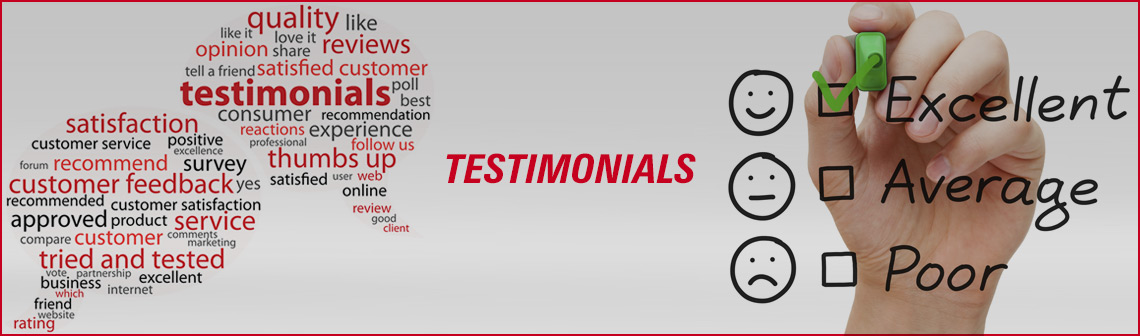 quality like
like it love it
opinion share reviews
tell a friend satisfied customer
testimonials poll
best
consumer recommendation
reactions experience
professional follow us
thumbs up
satisfied user web
online
review
good
client
satisfaction
customer service positive
excellence
forum recommend survey
customer feedback yes
recommended customer satisfaction
approved product service
compare customer comments
marketing
tried and tested
vote partnership excellent
business
which internet
friend
website
rating
TESTIMONIALS
Excellent
Average
Poor